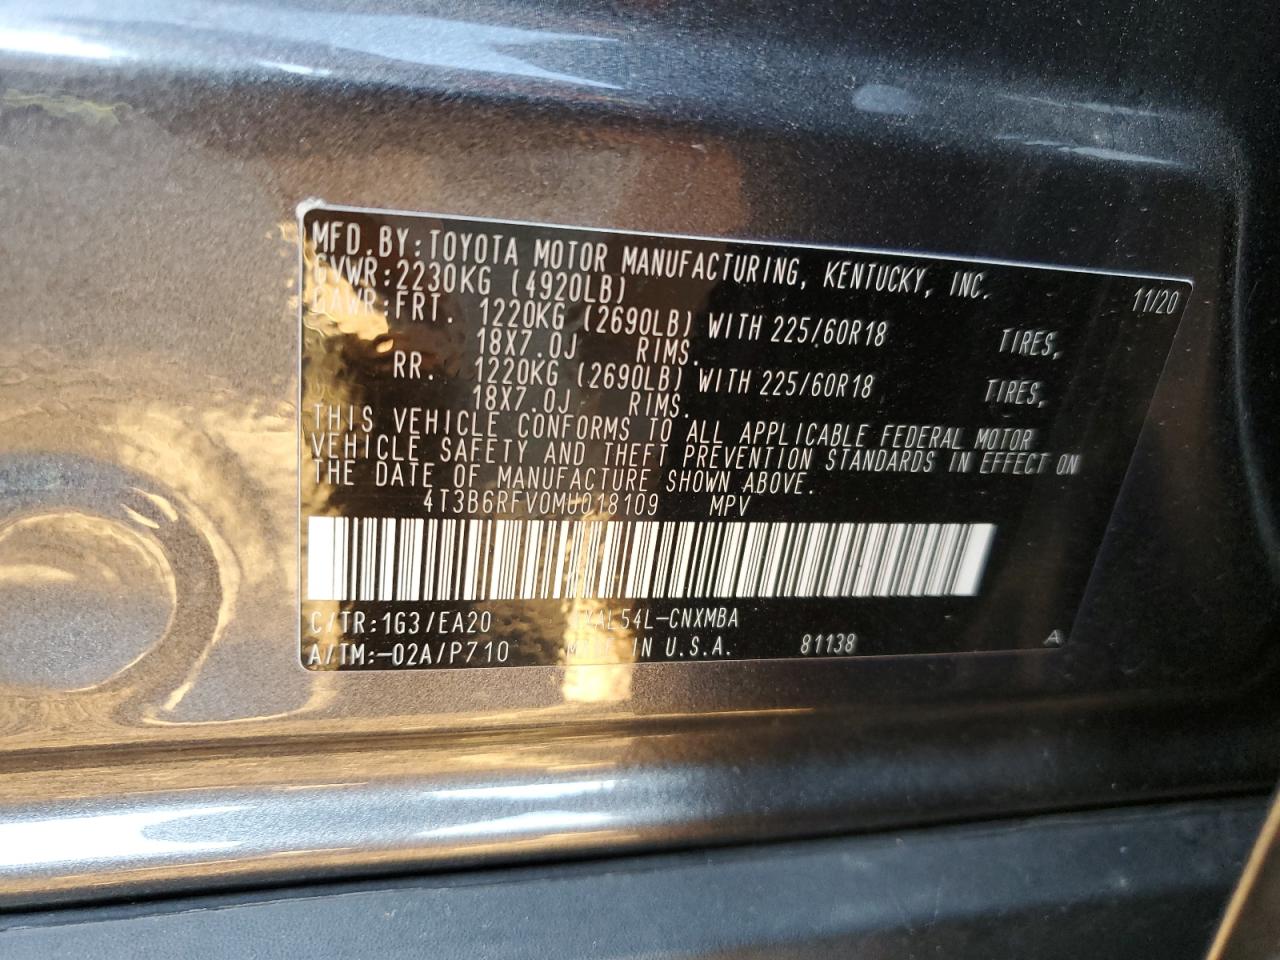 MFD.BY:TOYOTA MOTOR MANUFACTURING, KENTUCKY, INC. 11/20
GVWR:2230KG (4920LB)
GAWR:FRT. 1220KG (2690LB) WITH 225/60R18 TIRES,
18X7.0J RIMS.
RR. 1220KG (2690LB) WITH 225/60R18 TIRES,
18X7.0J RIMS.
THIS VEHICLE CONFORMS TO ALL APPLICABLE FEDERAL MOTOR
VEHICLE SAFETY AND THEFT PREVENTION STANDARDS IN EFFECT ON
THE DATE OF MANUFACTURE SHOWN ABOVE.
4T3B6RFV0MU018109 MPV
C/TR:1G3/EA20
A/TM:-02A/P710 MADE IN U.S.A. 81138 A